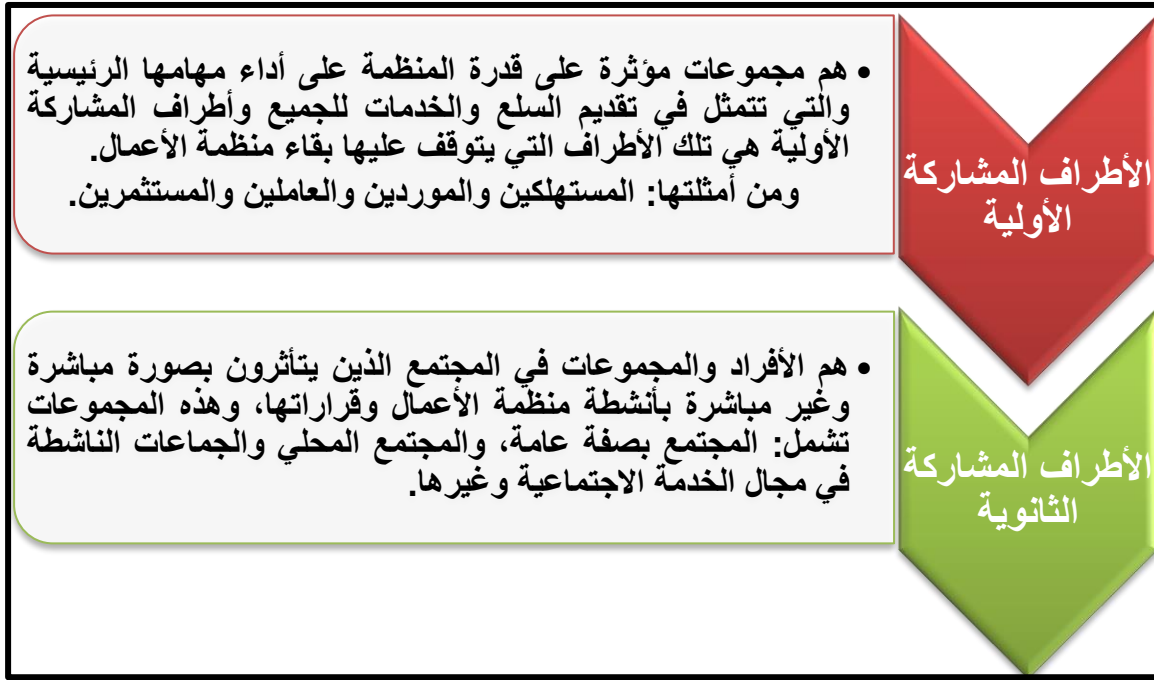 الأطراف المشاركة
الأولية
• هم مجموعات مؤثرة على قدرة المنظمة على أداء مهامها الرئيسية
والتي تتمثل في تقديم السلع والخدمات للجميع وأطراف المشاركة
الأولية هي تلك الأطراف التي يتوقف عليها بقاء منظمة الأعمال.
ومن أمثلتها: المستهلكين والموردين والعاملين والمستثمرين.
الأطراف المشاركة
الثانوية
• هم الأفراد والمجموعات في المجتمع الذين يتأثرون بصورة مباشرة
وغير مباشرة بأنشطة منظمة الأعمال وقراراتها، وهذه المجموعات
تشمل: المجتمع بصفة عامة، والمجتمع المحلي والجماعات الناشطة
في مجال الخدمة الاجتماعية وغيرها.